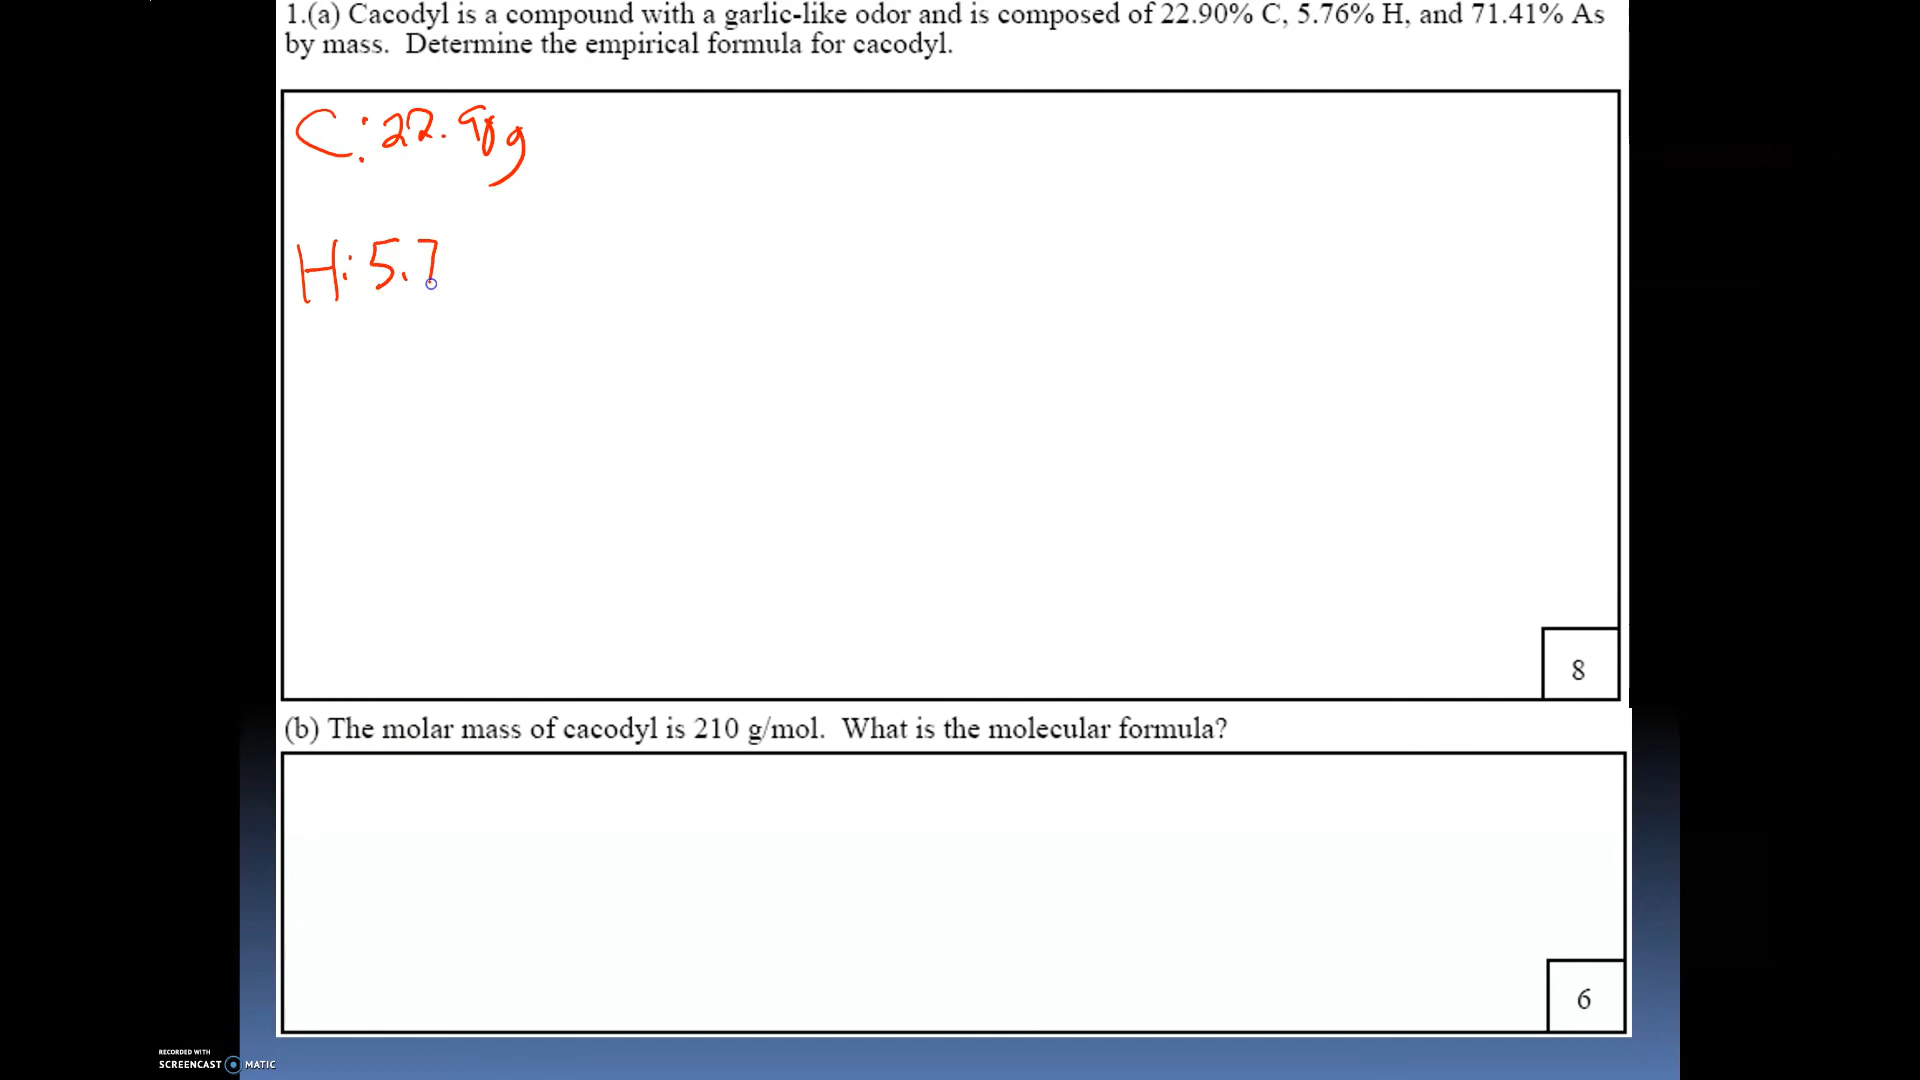 1.(a) Cacodyl is a compound with a garlic-like odor and is composed of 22.90% C, 5.76% H, and 71.41% As
by mass. Determine the empirical formula for cacodyl.
C: 22.90g
H: 5.7
8
(b) The molar mass of cacodyl is 210 g/mol. What is the molecular formula?
6
RECORDED WITH
SCREENCAST MATIC